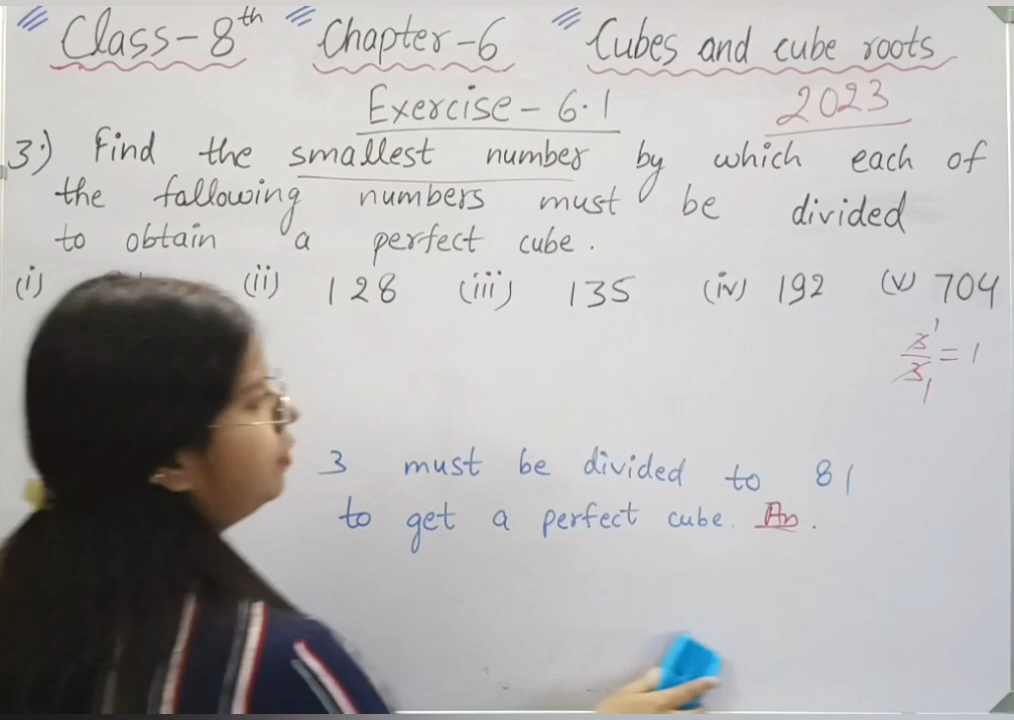 Class-8th Chapter-6 Cubes and cube roots
Exercise-6.1 2023
3.) Find the smallest number by which each of
the fallowing numbers must be divided
to obtain a perfect cube.
(i) (ii) 128 (iii) 135 (iv) 192 (v) 704
3 1
— = 1
3 1
3 must be divided to 81
to get a perfect cube. An.